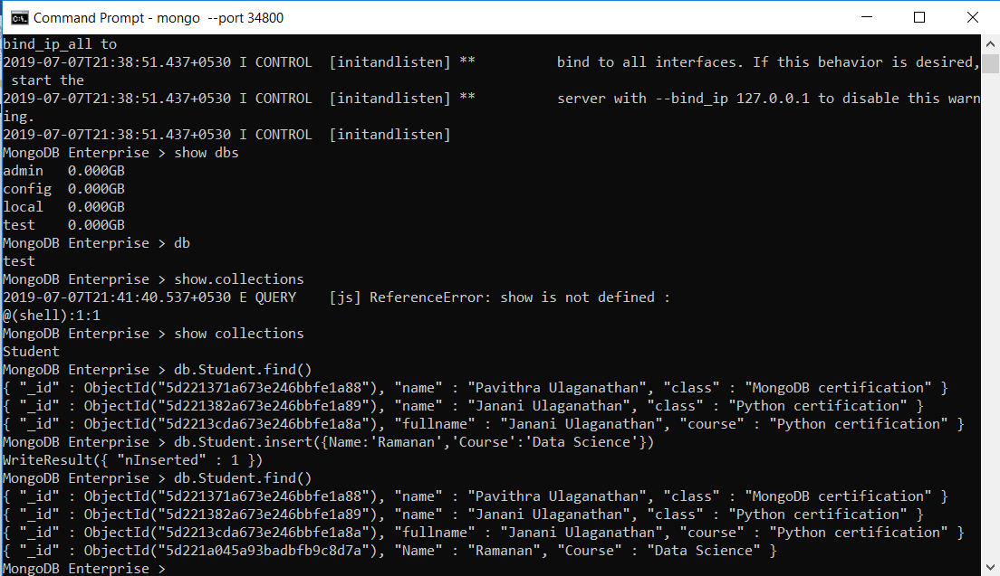 Command Prompt - mongo  --port 34800
bind_ip_all to
2019-07-07T21:38:51.437+0530 I CONTROL  [initandlisten] **          bind to all interfaces. If this behavior is desired,
 start the
2019-07-07T21:38:51.437+0530 I CONTROL  [initandlisten] **          server with --bind_ip 127.0.0.1 to disable this warn
ing.
2019-07-07T21:38:51.437+0530 I CONTROL  [initandlisten]
MongoDB Enterprise > show dbs
admin   0.000GB
config  0.000GB
local   0.000GB
test    0.000GB
MongoDB Enterprise > db
test
MongoDB Enterprise > show.collections
2019-07-07T21:41:40.537+0530 E QUERY    [js] ReferenceError: show is not defined :
@(shell):1:1
MongoDB Enterprise > show collections
Student
MongoDB Enterprise > db.Student.find()
{ "_id" : ObjectId("5d221371a673e246bbfe1a88"), "name" : "Pavithra Ulaganathan", "class" : "MongoDB certification" }
{ "_id" : ObjectId("5d221382a673e246bbfe1a89"), "name" : "Janani Ulaganathan", "class" : "Python certification" }
{ "_id" : ObjectId("5d2213cda673e246bbfe1a8a"), "fullname" : "Janani Ulaganathan", "course" : "Python certification" }
MongoDB Enterprise > db.Student.insert({Name:'Ramanan','Course':'Data Science'})
WriteResult({ "nInserted" : 1 })
MongoDB Enterprise > db.Student.find()
{ "_id" : ObjectId("5d221371a673e246bbfe1a88"), "name" : "Pavithra Ulaganathan", "class" : "MongoDB certification" }
{ "_id" : ObjectId("5d221382a673e246bbfe1a89"), "name" : "Janani Ulaganathan", "class" : "Python certification" }
{ "_id" : ObjectId("5d2213cda673e246bbfe1a8a"), "fullname" : "Janani Ulaganathan", "course" : "Python certification" }
{ "_id" : ObjectId("5d221a045a93badbfb9c8d7a"), "Name" : "Ramanan", "Course" : "Data Science" }
MongoDB Enterprise >